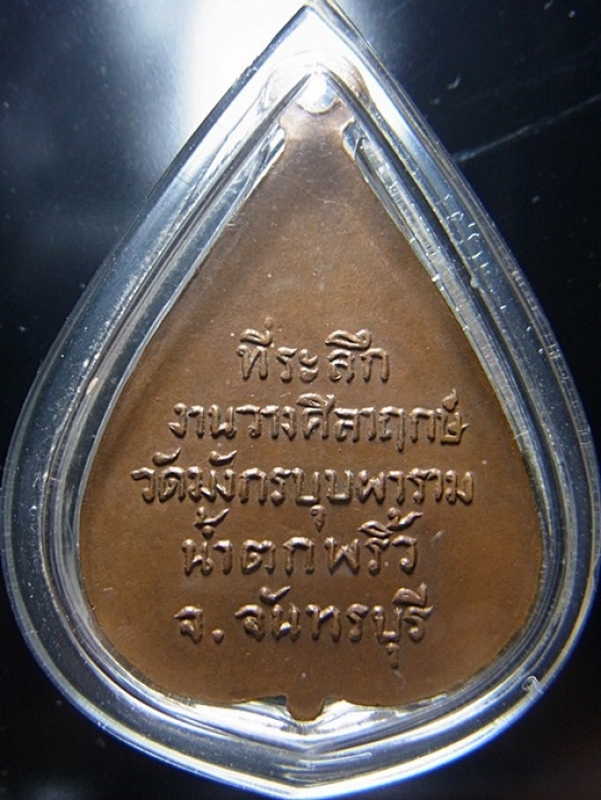 ที่ระลึก
งานวางศิลาฤกษ์
วัดมังกรบุบผาราม
น้ำตกพริ้ว
จ. จันทรบุรี